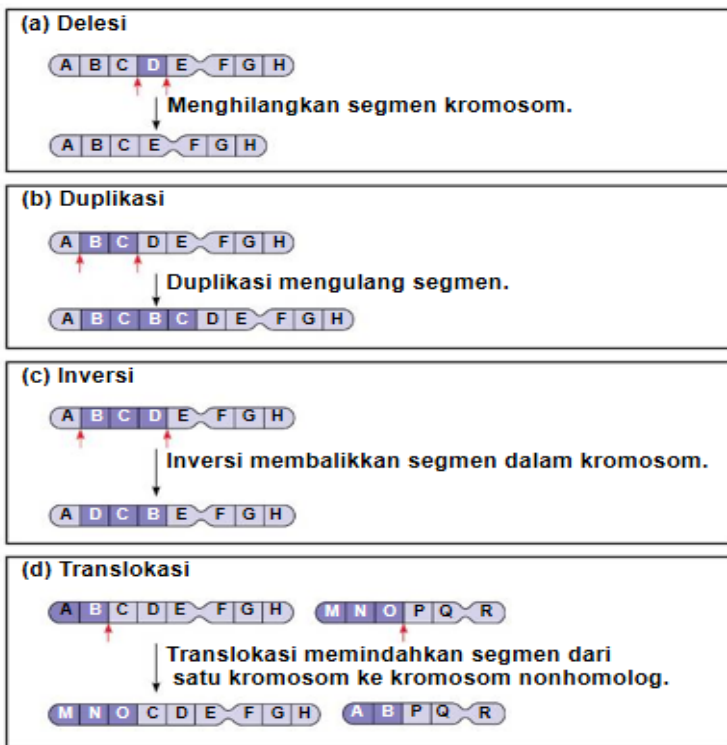 (a) Delesi
A B C D E F G H
Menghilangkan segmen kromosom.
A B C E F G H
(b) Duplikasi
A B C D E F G H
Duplikasi mengulang segmen.
A B C B C D E F G H
(c) Inversi
A B C D E F G H
Inversi membalikkan segmen dalam kromosom.
A D C B E F G H
(d) Translokasi
A B C D E F G H M N O P Q R
Translokasi memindahkan segmen dari
satu kromosom ke kromosom nonhomolog.
M N O C D E F G H A B P Q R